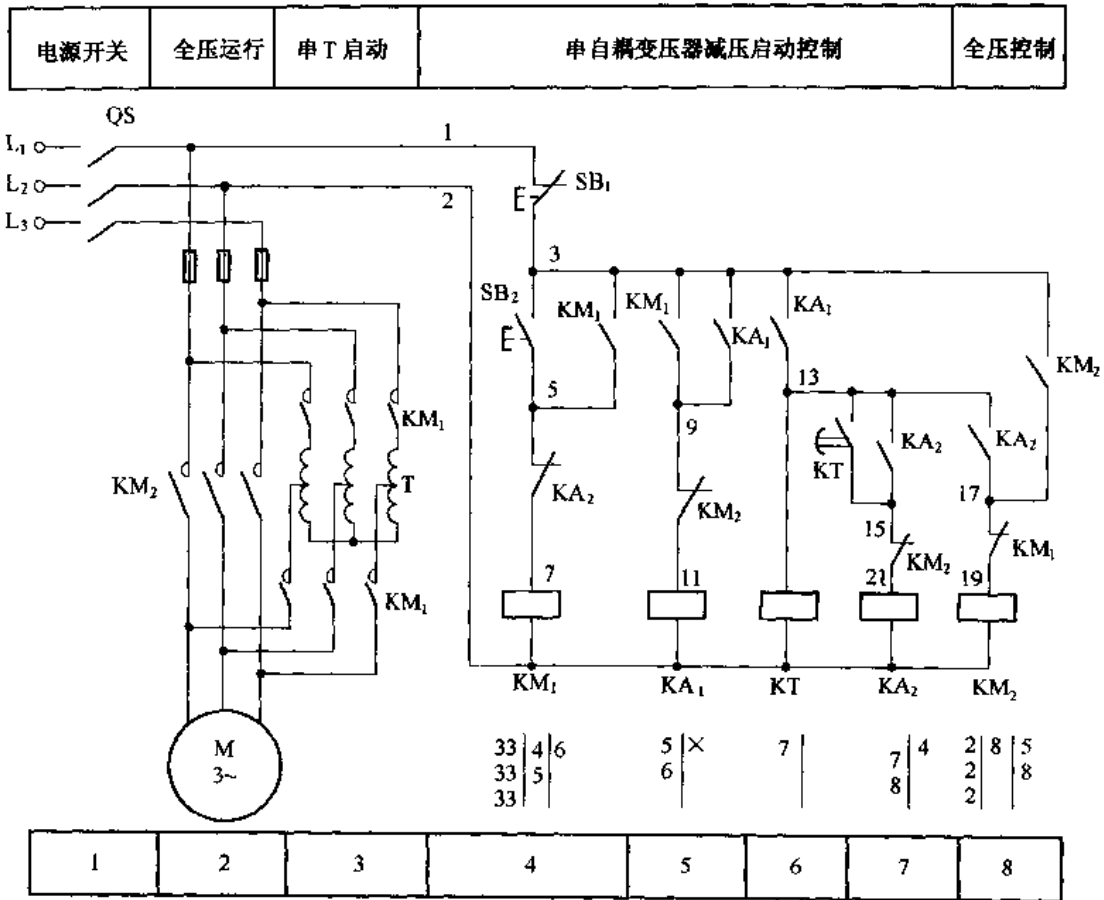 电源开关 全压运行 串T启动 串自耦变压器减压启动控制 全压控制
QS
L₁ 1
L₂ 2 SB₁
L₃
3
SB₂ KM₁ KM₁ KA₁ KA₁
KM₂
5 9 13
KM₁ KT KA₂ KA₂
KM₂ T KA₂ KM₂ 15 17
KM₂ KM₁
7 11 21 19
KM₁
KM₁ KA₁ KT KA₂ KM₂
M
3~
33 4 6 5 × 7 7 4 2 8 5
33 5 6 8 2 8
33 2
1 2 3 4 5 6 7 8